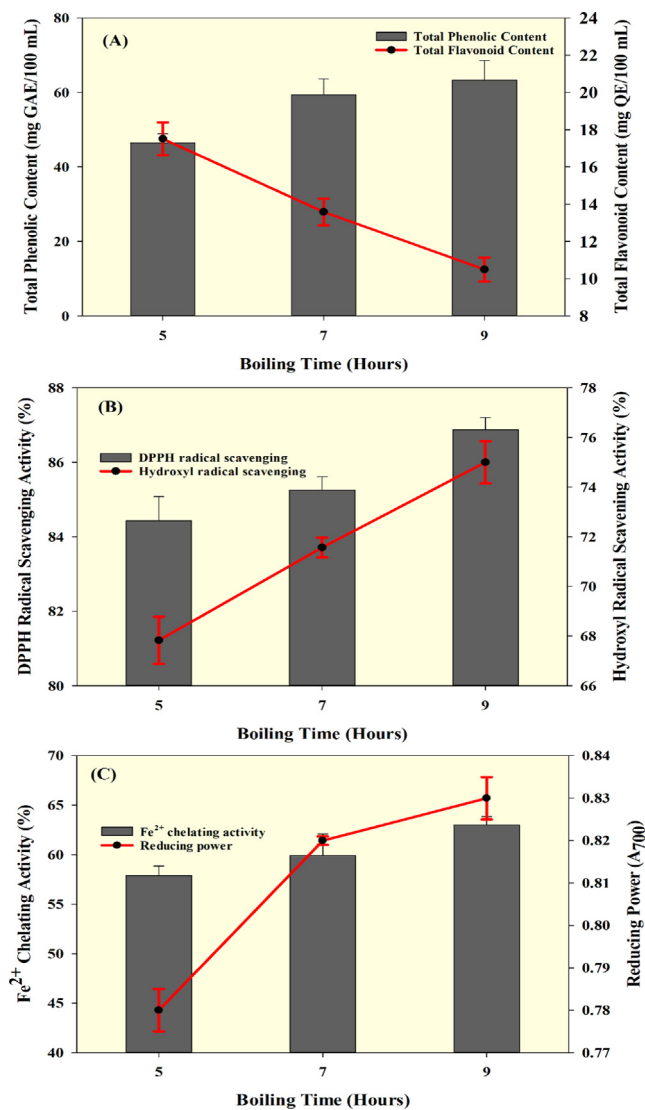 (A)
Total Phenolic Content
Total Flavonoid Content
Total Phenolic Content (mg GAE/100 mL)
80
60
40
20
0
Total Flavonoid Content (mg QE/100 mL)
24
22
20
18
16
14
12
10
8
5 7 9
Boiling Time (Hours)
(B)
DPPH radical scavenging
Hydroxyl radical scavenging
DPPH Radical Scavenging Activity (%)
88
86
84
81
80
Hydroxyl Radical Scavening Activity (%)
78
76
74
72
70
68
66
5 7 9
Boiling Time (Hours)
(C)
Fe²⁺ chelating activity
Reducing power
Fe²⁺ Chelating Activity (%)
70
65
60
55
50
45
40
Reducing Power (A₇₀₀)
0.84
0.83
0.82
0.81
0.80
0.79
0.78
0.77
5 7 9
Boiling Time (Hours)